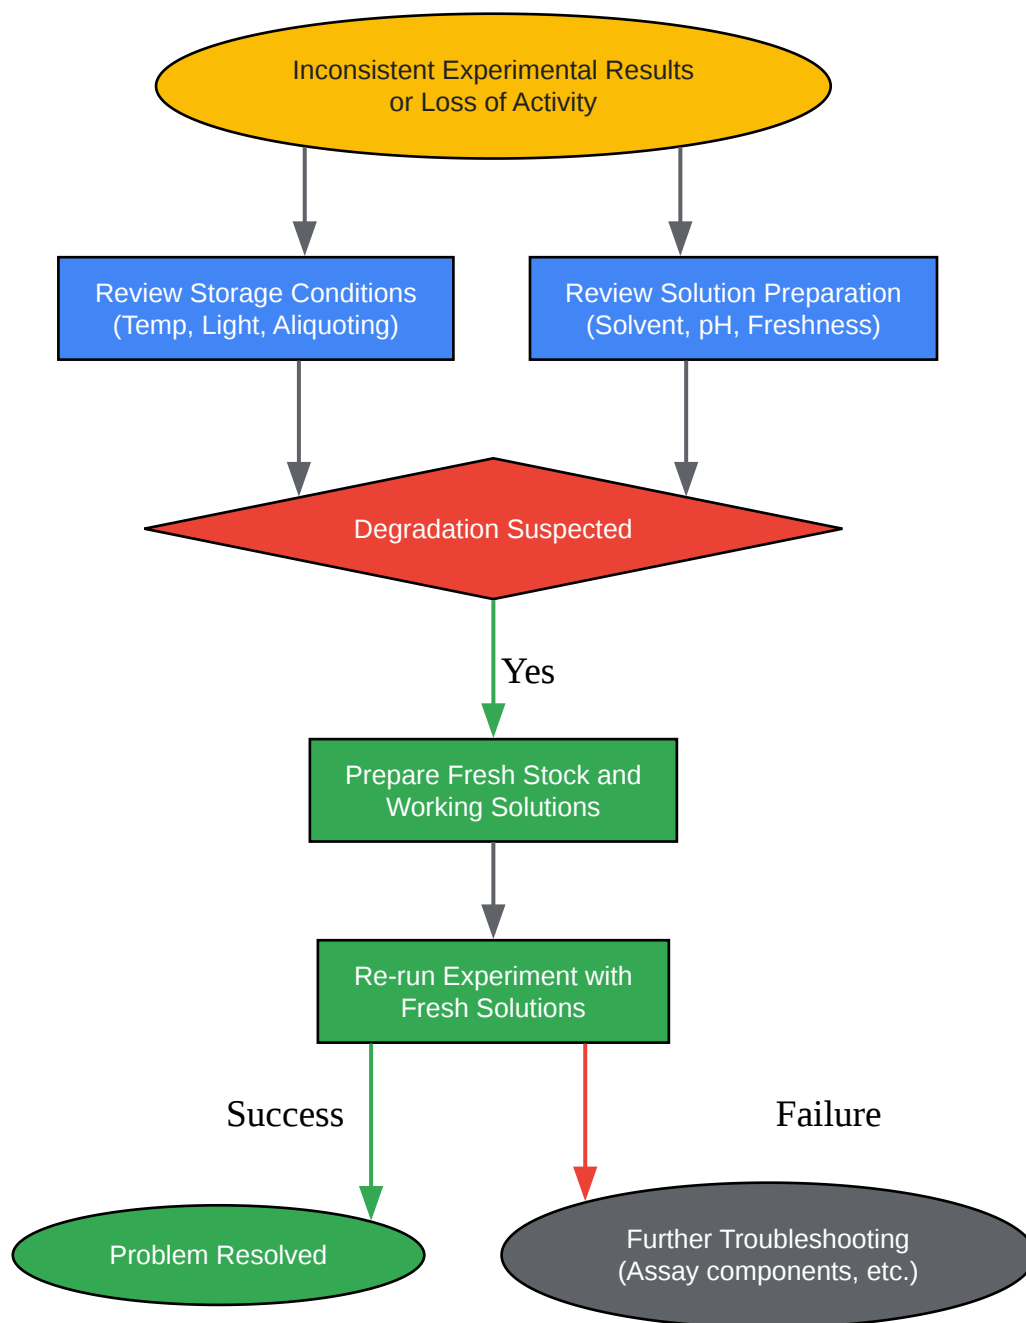 Inconsistent Experimental Results
or Loss of Activity
Review Storage Conditions
(Temp, Light, Aliquoting)
Review Solution Preparation
(Solvent, pH, Freshness)
Degradation Suspected
Yes
Prepare Fresh Stock and
Working Solutions
Re-run Experiment with
Fresh Solutions
Success
Failure
Problem Resolved
Further Troubleshooting
(Assay components, etc.)